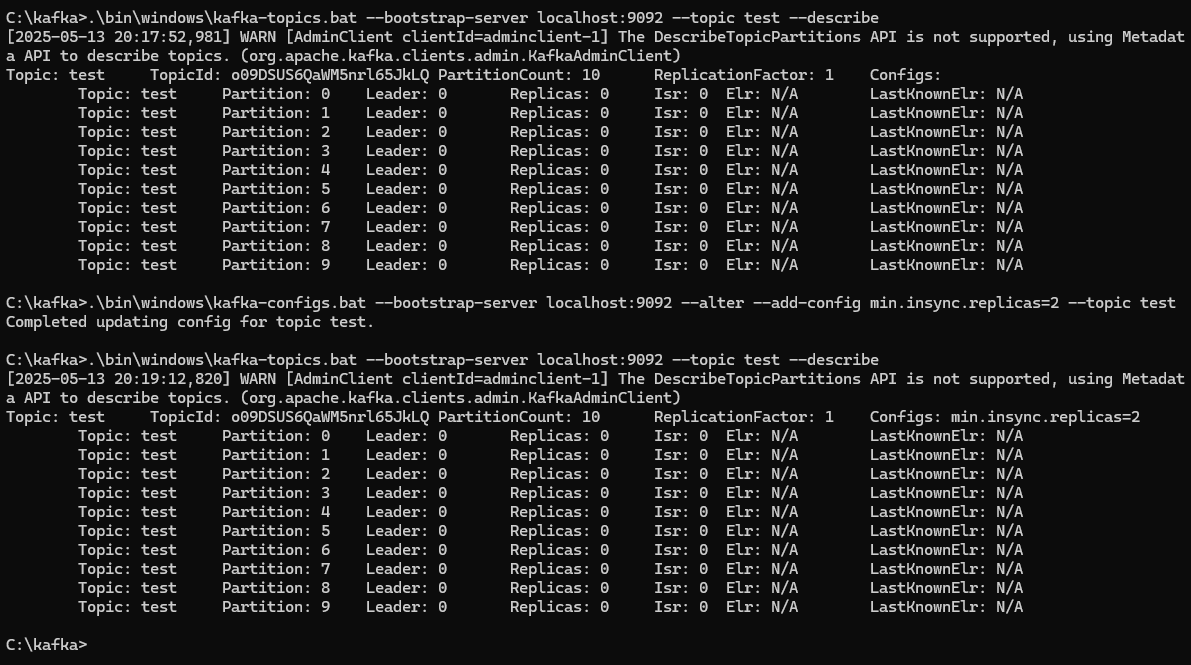 C:\kafka>.\bin\windows\kafka-topics.bat --bootstrap-server localhost:9092 --topic test --describe
[2025-05-13 20:17:52,981] WARN [AdminClient clientId=adminclient-1] The DescribeTopicPartitions API is not supported, using Metadat
a API to describe topics. (org.apache.kafka.clients.admin.KafkaAdminClient)
Topic: test     TopicId: o09DSUS6QaWM5nrl65JkLQ PartitionCount: 10      ReplicationFactor: 1    Configs:
        Topic: test     Partition: 0    Leader: 0       Replicas: 0     Isr: 0  Elr: N/A        LastKnownElr: N/A
        Topic: test     Partition: 1    Leader: 0       Replicas: 0     Isr: 0  Elr: N/A        LastKnownElr: N/A
        Topic: test     Partition: 2    Leader: 0       Replicas: 0     Isr: 0  Elr: N/A        LastKnownElr: N/A
        Topic: test     Partition: 3    Leader: 0       Replicas: 0     Isr: 0  Elr: N/A        LastKnownElr: N/A
        Topic: test     Partition: 4    Leader: 0       Replicas: 0     Isr: 0  Elr: N/A        LastKnownElr: N/A
        Topic: test     Partition: 5    Leader: 0       Replicas: 0     Isr: 0  Elr: N/A        LastKnownElr: N/A
        Topic: test     Partition: 6    Leader: 0       Replicas: 0     Isr: 0  Elr: N/A        LastKnownElr: N/A
        Topic: test     Partition: 7    Leader: 0       Replicas: 0     Isr: 0  Elr: N/A        LastKnownElr: N/A
        Topic: test     Partition: 8    Leader: 0       Replicas: 0     Isr: 0  Elr: N/A        LastKnownElr: N/A
        Topic: test     Partition: 9    Leader: 0       Replicas: 0     Isr: 0  Elr: N/A        LastKnownElr: N/A

C:\kafka>.\bin\windows\kafka-configs.bat --bootstrap-server localhost:9092 --alter --add-config min.insync.replicas=2 --topic test
Completed updating config for topic test.

C:\kafka>.\bin\windows\kafka-topics.bat --bootstrap-server localhost:9092 --topic test --describe
[2025-05-13 20:19:12,820] WARN [AdminClient clientId=adminclient-1] The DescribeTopicPartitions API is not supported, using Metadat
a API to describe topics. (org.apache.kafka.clients.admin.KafkaAdminClient)
Topic: test     TopicId: o09DSUS6QaWM5nrl65JkLQ PartitionCount: 10      ReplicationFactor: 1    Configs: min.insync.replicas=2
        Topic: test     Partition: 0    Leader: 0       Replicas: 0     Isr: 0  Elr: N/A        LastKnownElr: N/A
        Topic: test     Partition: 1    Leader: 0       Replicas: 0     Isr: 0  Elr: N/A        LastKnownElr: N/A
        Topic: test     Partition: 2    Leader: 0       Replicas: 0     Isr: 0  Elr: N/A        LastKnownElr: N/A
        Topic: test     Partition: 3    Leader: 0       Replicas: 0     Isr: 0  Elr: N/A        LastKnownElr: N/A
        Topic: test     Partition: 4    Leader: 0       Replicas: 0     Isr: 0  Elr: N/A        LastKnownElr: N/A
        Topic: test     Partition: 5    Leader: 0       Replicas: 0     Isr: 0  Elr: N/A        LastKnownElr: N/A
        Topic: test     Partition: 6    Leader: 0       Replicas: 0     Isr: 0  Elr: N/A        LastKnownElr: N/A
        Topic: test     Partition: 7    Leader: 0       Replicas: 0     Isr: 0  Elr: N/A        LastKnownElr: N/A
        Topic: test     Partition: 8    Leader: 0       Replicas: 0     Isr: 0  Elr: N/A        LastKnownElr: N/A
        Topic: test     Partition: 9    Leader: 0       Replicas: 0     Isr: 0  Elr: N/A        LastKnownElr: N/A

C:\kafka>